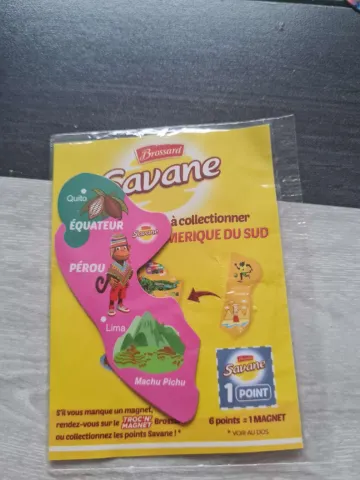 Brossard
Savane
Quito
à collectionner
ÉQUATEUR
Savane
MERIQUE DU SUD
PÉROU
Lima
Machu Pichu
Savane
1 POINT
S'il vous manque un magnet,
rendez-vous sur le TROC'N MAGNET Bross
ou collectionnez les points Savane ! *
6 points = 1 MAGNET
* VOIR AU DOS